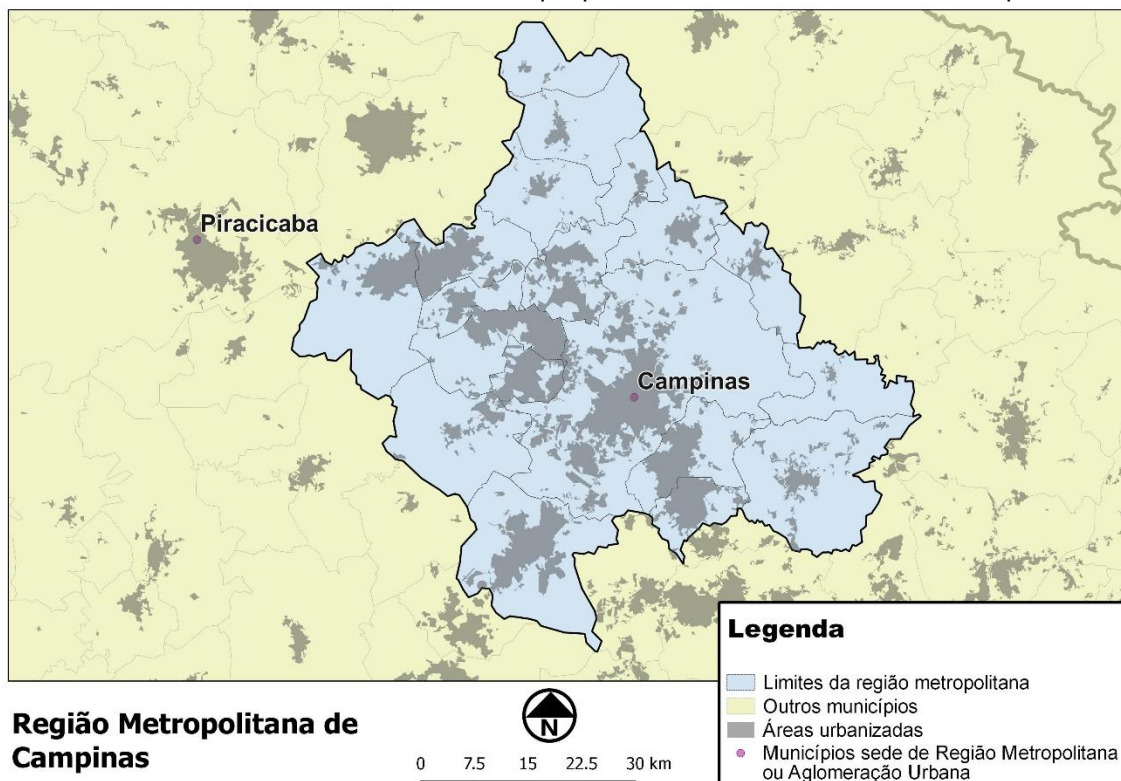 Piracicaba
Campinas
Legenda
Limites da região metropolitana
Outros municípios
Áreas urbanizadas
Municípios sede de Região Metropolitana
ou Aglomeração Urbana
Região Metropolitana de
Campinas
N
0 7.5 15 22.5 30 km